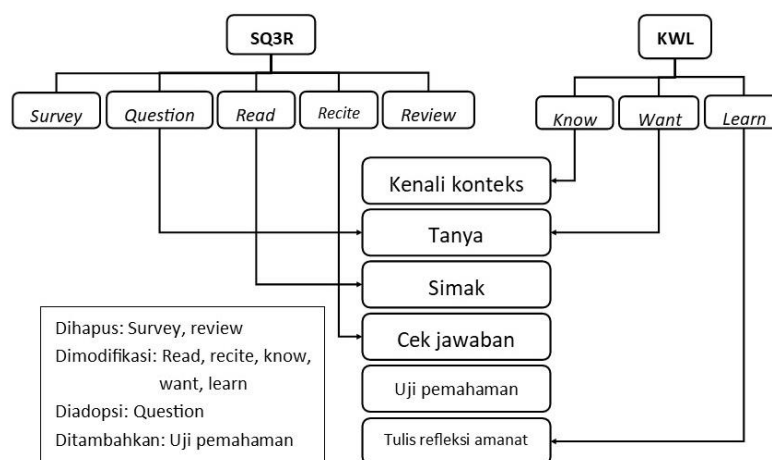 SQ3R
KWL
Survey
Question
Read
Recite
Review
Know
Want
Learn
Kenali konteks
Tanya
Simak
Cek jawaban
Uji pemahaman
Tulis refleksi amanat
Dihapus: Survey, review
Dimodifikasi: Read, recite, know,
want, learn
Diadopsi: Question
Ditambahkan: Uji pemahaman